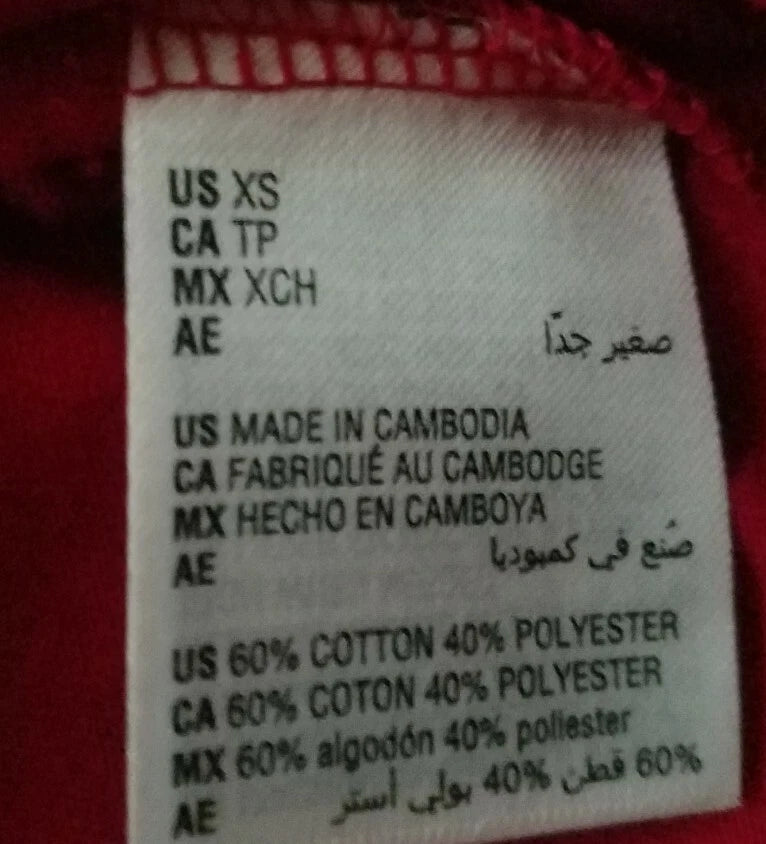 US XS
CA TP
MX XCH
AE صغير جدّا
US MADE IN CAMBODIA
CA FABRIQUÉ AU CAMBODGE
MX HECHO EN CAMBOYA
AE صُنع في كمبوديا
US 60% COTTON 40% POLYESTER
CA 60% COTON 40% POLYESTER
MX 60% algodón 40% poliester
AE 60% قطن 40% بولي أستر